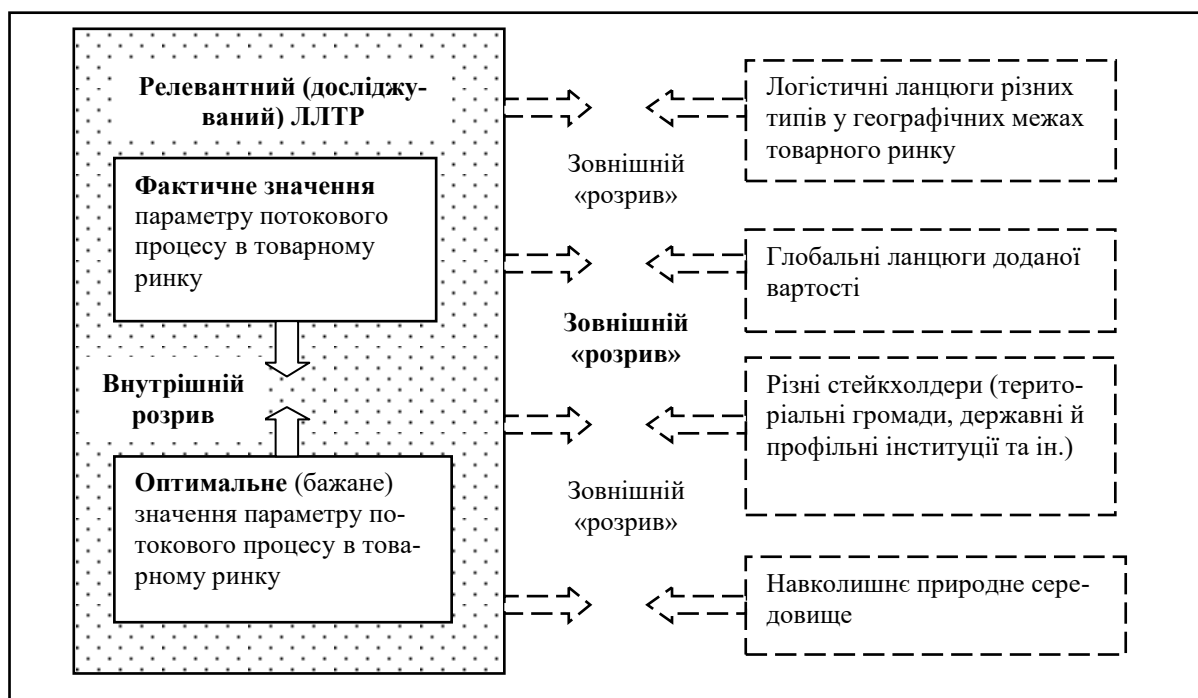 Релевантний (досліджу-
ваний) ЛЛТР
Фактичне значення
параметру потокового
процесу в товарному
ринку
Внутрішній
розрив
Оптимальне (бажане)
значення параметру по-
токового процесу в това-
рному ринку
Зовнішній
«розрив»
Зовнішній
«розрив»
Зовнішній
«розрив»
Логістичні ланцюги різних
типів у географічних межах
товарного ринку
Глобальні ланцюги доданої
вартості
Різні стейкхолдери (терито-
ріальні громади, державні й
профільні інституції та ін.)
Навколишнє природне сере-
довище